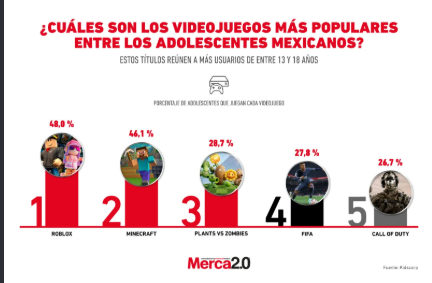 ¿CUÁLES SON LOS VIDEOJUEGOS MÁS POPULARES
ENTRE LOS ADOLESCENTES MEXICANOS?
ESTOS TÍTULOS REÚNEN A MÁS USUARIOS DE ENTRE 13 Y 18 AÑOS
PORCENTAJE DE ADOLESCENTES QUE JUEGAN CADA VIDEOJUEGO
48,0 %
46,1 %
28,7 %
27,8 %
26,7 %
1
2
3
4
5
ROBLOX
MINECRAFT
PLANTS VS ZOMBIES
FIFA
CALL OF DUTY
Merca2.0
Fuente: